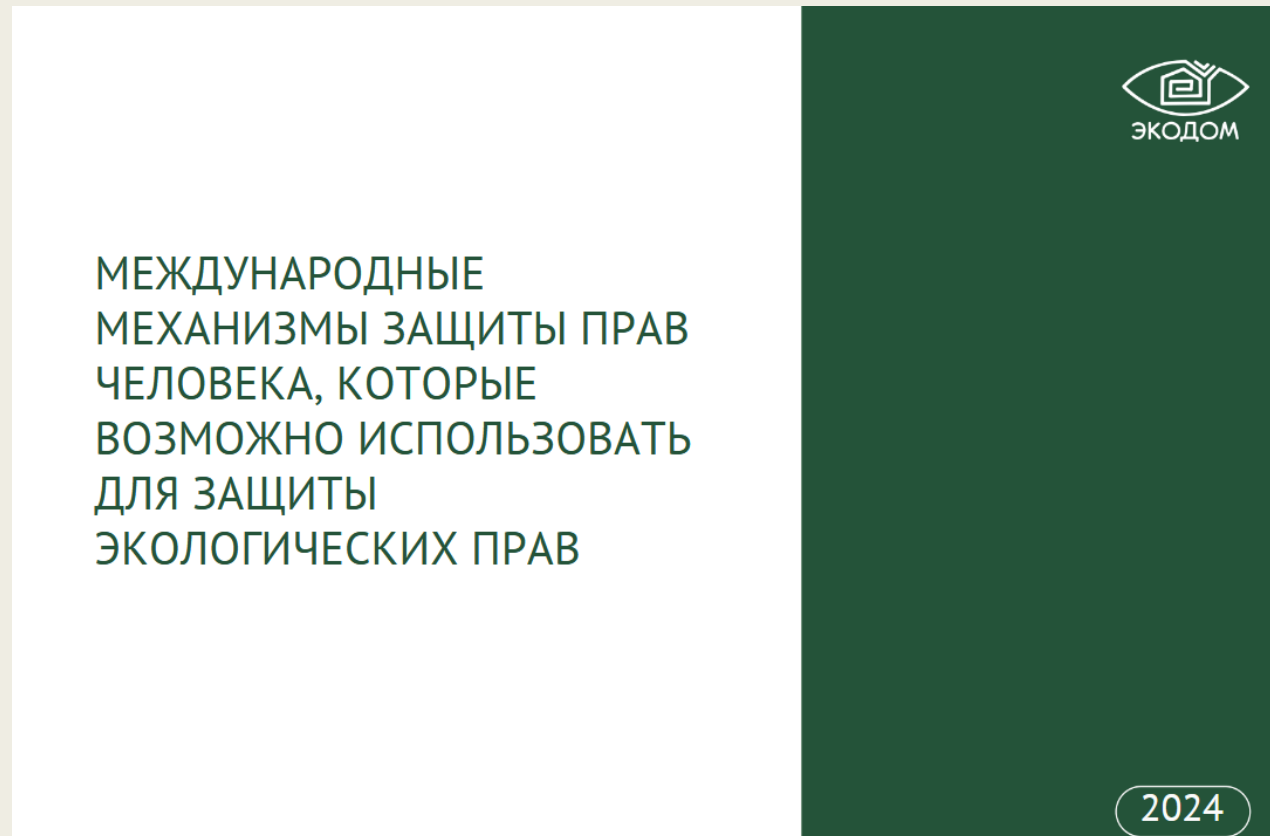 ЭКОДОМ
МЕЖДУНАРОДНЫЕ
МЕХАНИЗМЫ ЗАЩИТЫ ПРАВ
ЧЕЛОВЕКА, КОТОРЫЕ
ВОЗМОЖНО ИСПОЛЬЗОВАТЬ
ДЛЯ ЗАЩИТЫ
ЭКОЛОГИЧЕСКИХ ПРАВ
2024